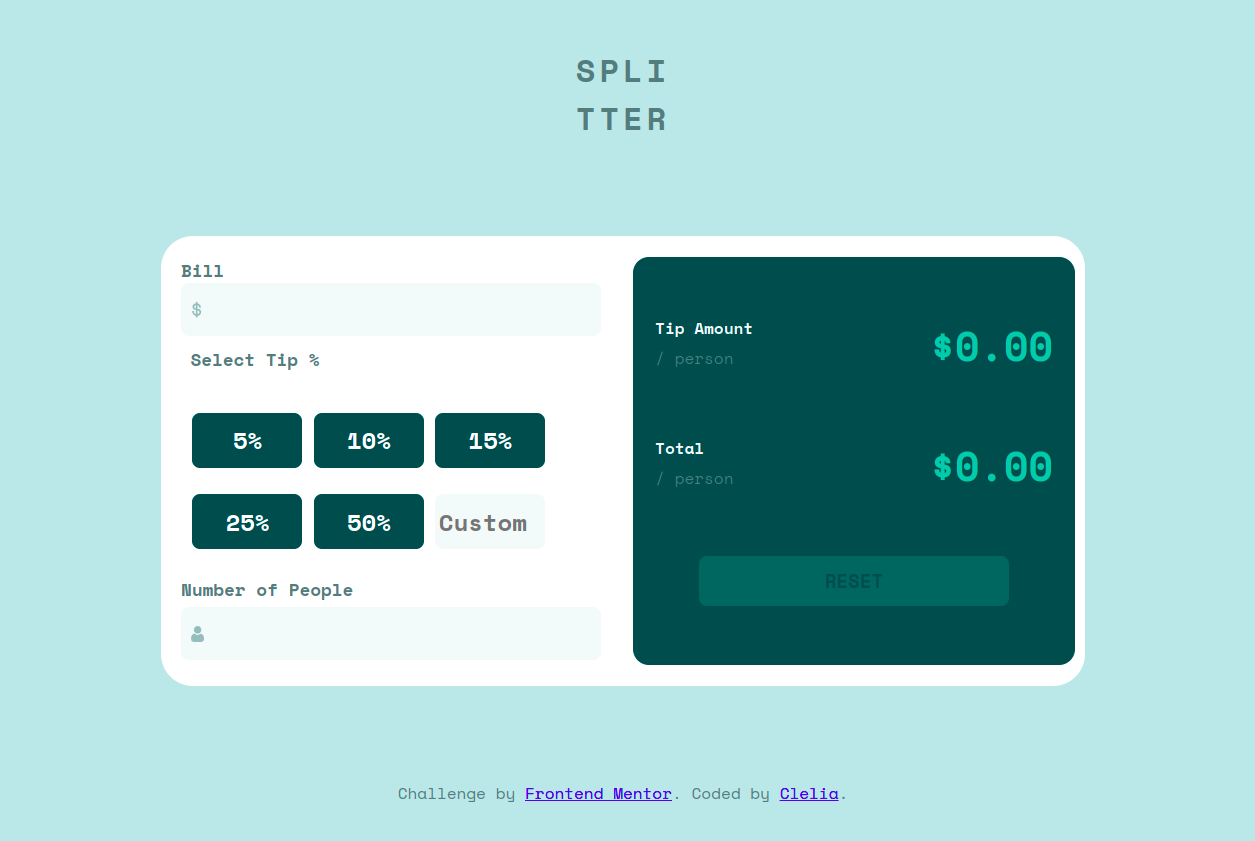 SPLI
TTER
Bill
$
Select Tip %
5% 10% 15%
25% 50% Custom
Number of People
Tip Amount
/ person
$0.00
Total
/ person
$0.00
RESET
Challenge by Frontend Mentor. Coded by Clelia.